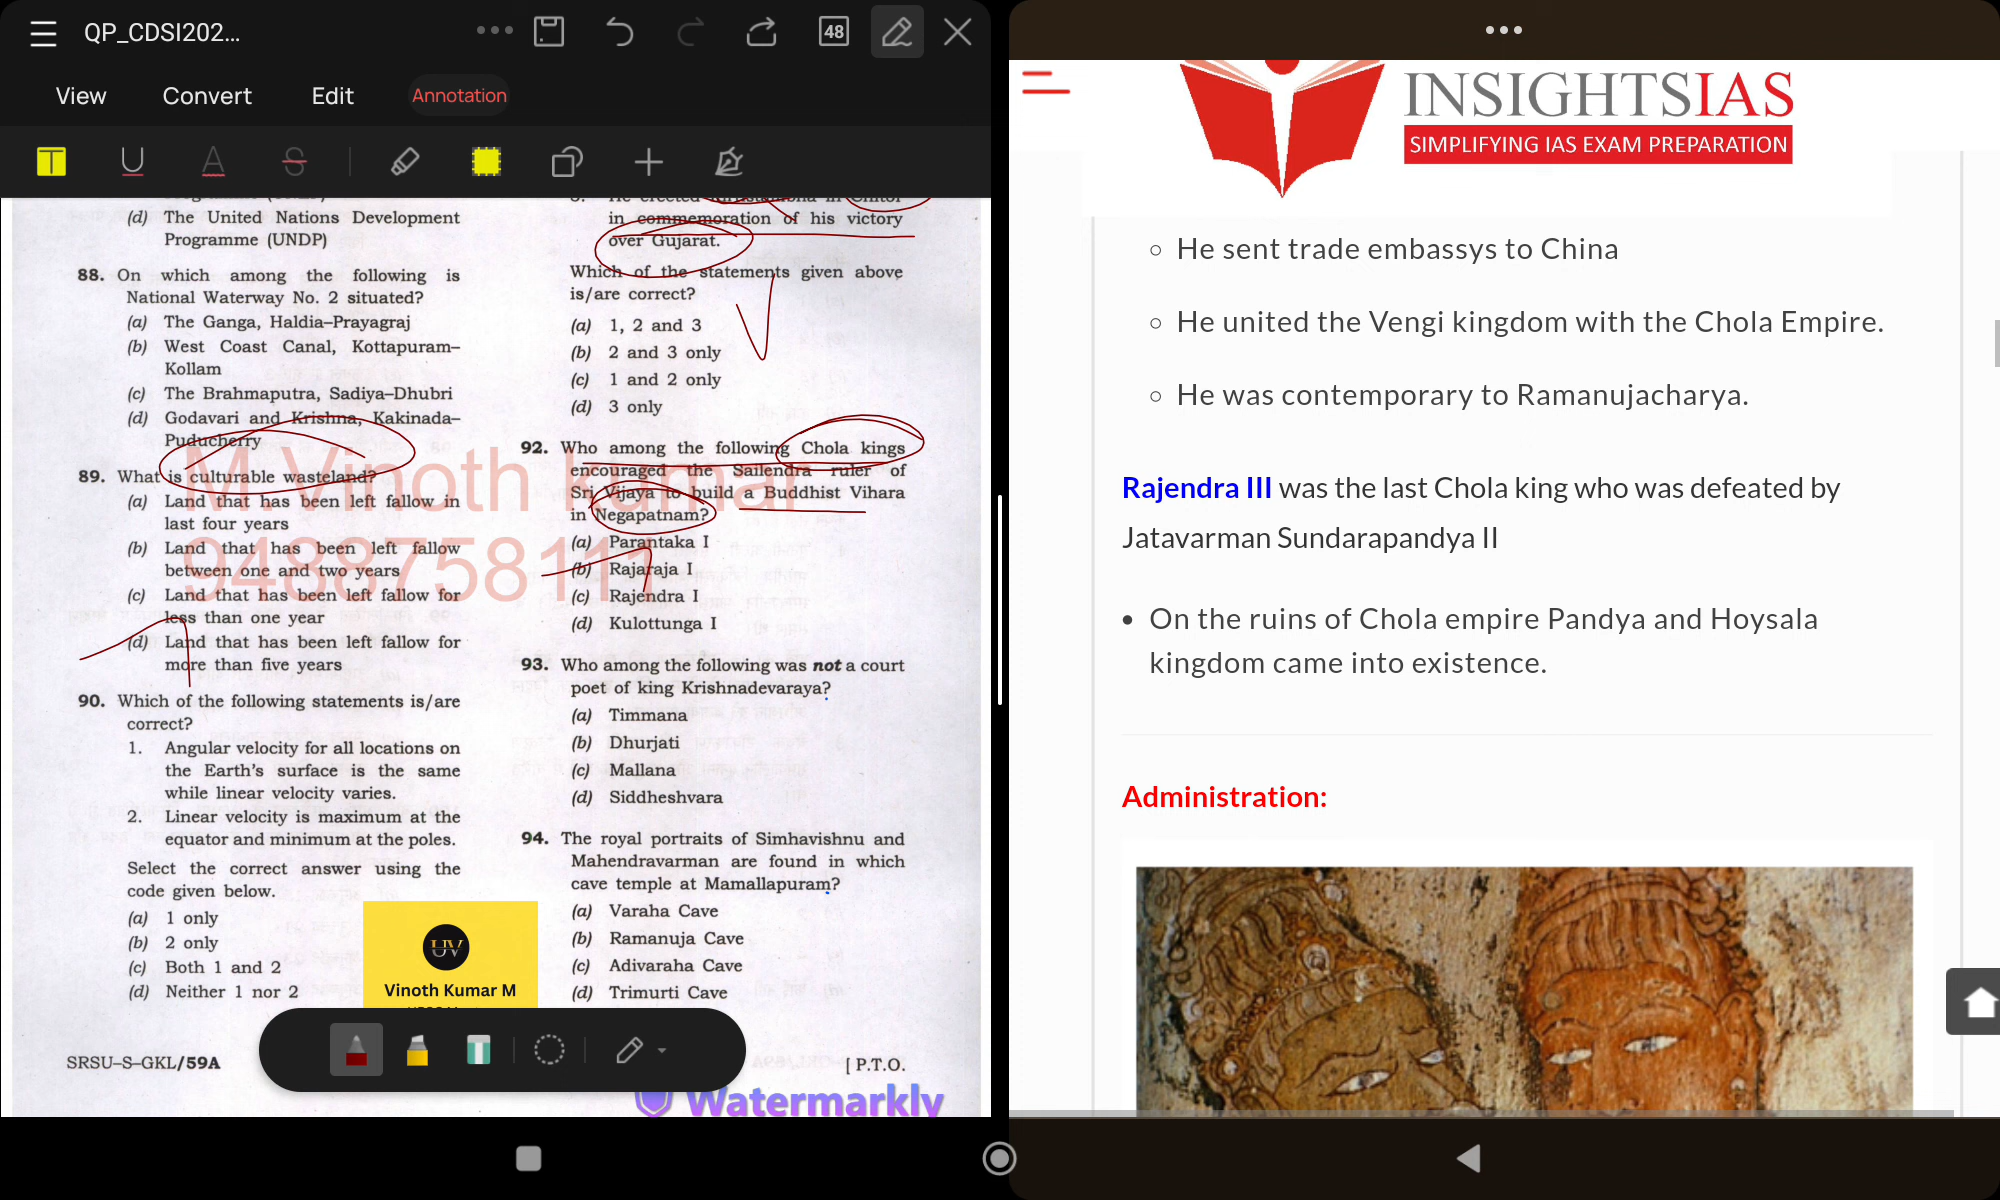 QP_CDSI202...
48
View Convert Edit Annotation
(d) The United Nations Development
Programme (UNDP)
88. On which among the following is
National Waterway No. 2 situated?
(a) The Ganga, Haldia–Prayagraj
(b) West Coast Canal, Kottapuram–
Kollam
(c) The Brahmaputra, Sadiya–Dhubri
(d) Godavari and Krishna, Kakinada–
Puducherry
89. What is culturable wasteland?
(a) Land that has been left fallow in
last four years
(b) Land that has been left fallow
between one and two years
(c) Land that has been left fallow for
less than one year
(d) Land that has been left fallow for
more than five years
90. Which of the following statements is/are
correct?
1. Angular velocity for all locations on
the Earth's surface is the same
while linear velocity varies.
2. Linear velocity is maximum at the
equator and minimum at the poles.
Select the correct answer using the
code given below.
(a) 1 only
(b) 2 only
(c) Both 1 and 2
(d) Neither 1 nor 2
SRSU–S–GKL/59A
in commemoration of his victory
over Gujarat.
Which of the statements given above
is/are correct?
(a) 1, 2 and 3
(b) 2 and 3 only
(c) 1 and 2 only
(d) 3 only
92. Who among the following Chola kings
encouraged the Sailendra ruler of
Sri Vijaya to build a Buddhist Vihara
in Negapatnam?
(a) Parantaka I
(b) Rajaraja I
(c) Rajendra I
(d) Kulottunga I
93. Who among the following was not a court
poet of king Krishnadevaraya?
(a) Timmana
(b) Dhurjati
(c) Mallana
(d) Siddheshvara
94. The royal portraits of Simhavishnu and
Mahendravarman are found in which
cave temple at Mamallapuram?
(a) Varaha Cave
(b) Ramanuja Cave
(c) Adivaraha Cave
(d) Trimurti Cave
[ P.T.O.
M Vinoth kumar
9488758111
UV
Vinoth Kumar M
Watermarkly
INSIGHTSIAS
SIMPLIFYING IAS EXAM PREPARATION
He sent trade embassys to China
He united the Vengi kingdom with the Chola Empire.
He was contemporary to Ramanujacharya.
Rajendra III was the last Chola king who was defeated by
Jatavarman Sundarapandya II
On the ruins of Chola empire Pandya and Hoysala
kingdom came into existence.
Administration: